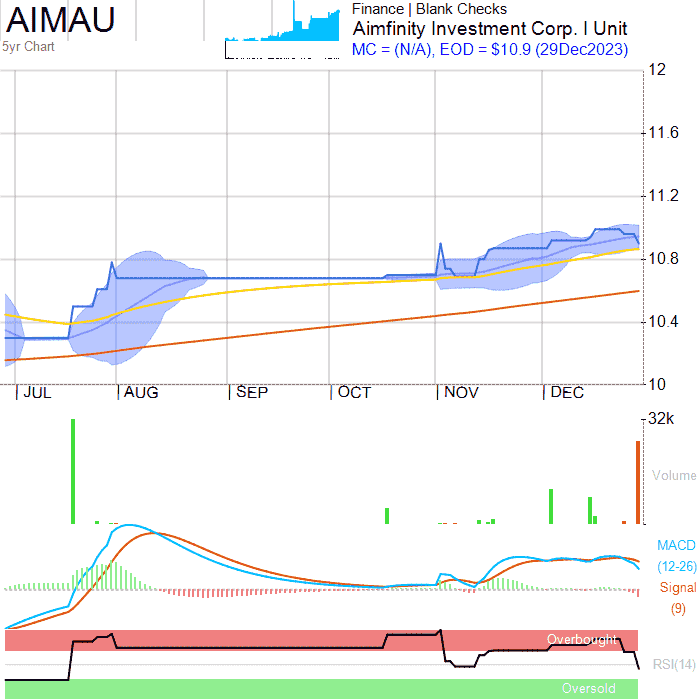 AIMAU
5yr Chart
Finance | Blank Checks
Aimfinity Investment Corp. I Unit
MC = (N/A), EOD = $10.9 (29Dec2023)
12
11.6
11.2
10.8
10.4
10
JUL AUG SEP OCT NOV DEC
32k
Volume
MACD
(12-26)
Signal
(9)
Overbought
RSI(14)
Oversold